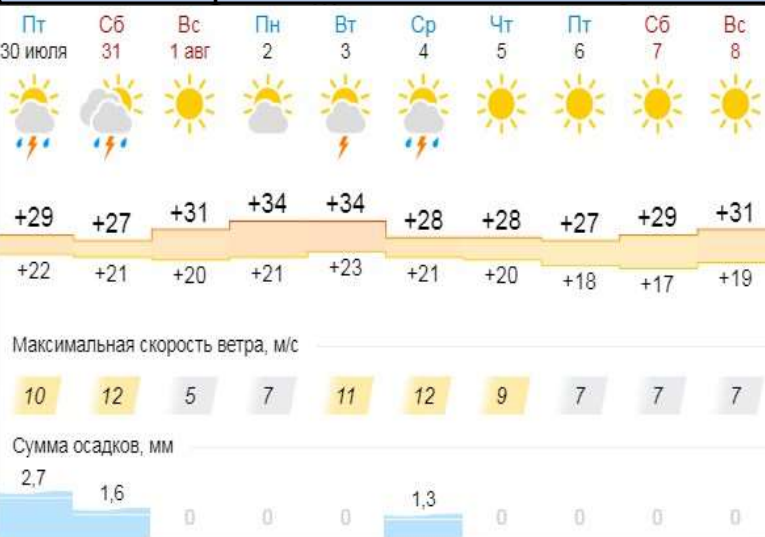 Пт Сб Вс Пн Вт Ср Чт Пт Сб Вс
30 июля 31 1 авг 2 3 4 5 6 7 8
+29 +27 +31 +34 +34 +28 +28 +27 +29 +31
+22 +21 +20 +21 +23 +21 +20 +18 +17 +19
Максимальная скорость ветра, м/с
10 12 5 7 11 12 9 7 7 7
Сумма осадков, мм
2,7 1,6 0 0 0 1,3 0 0 0 0